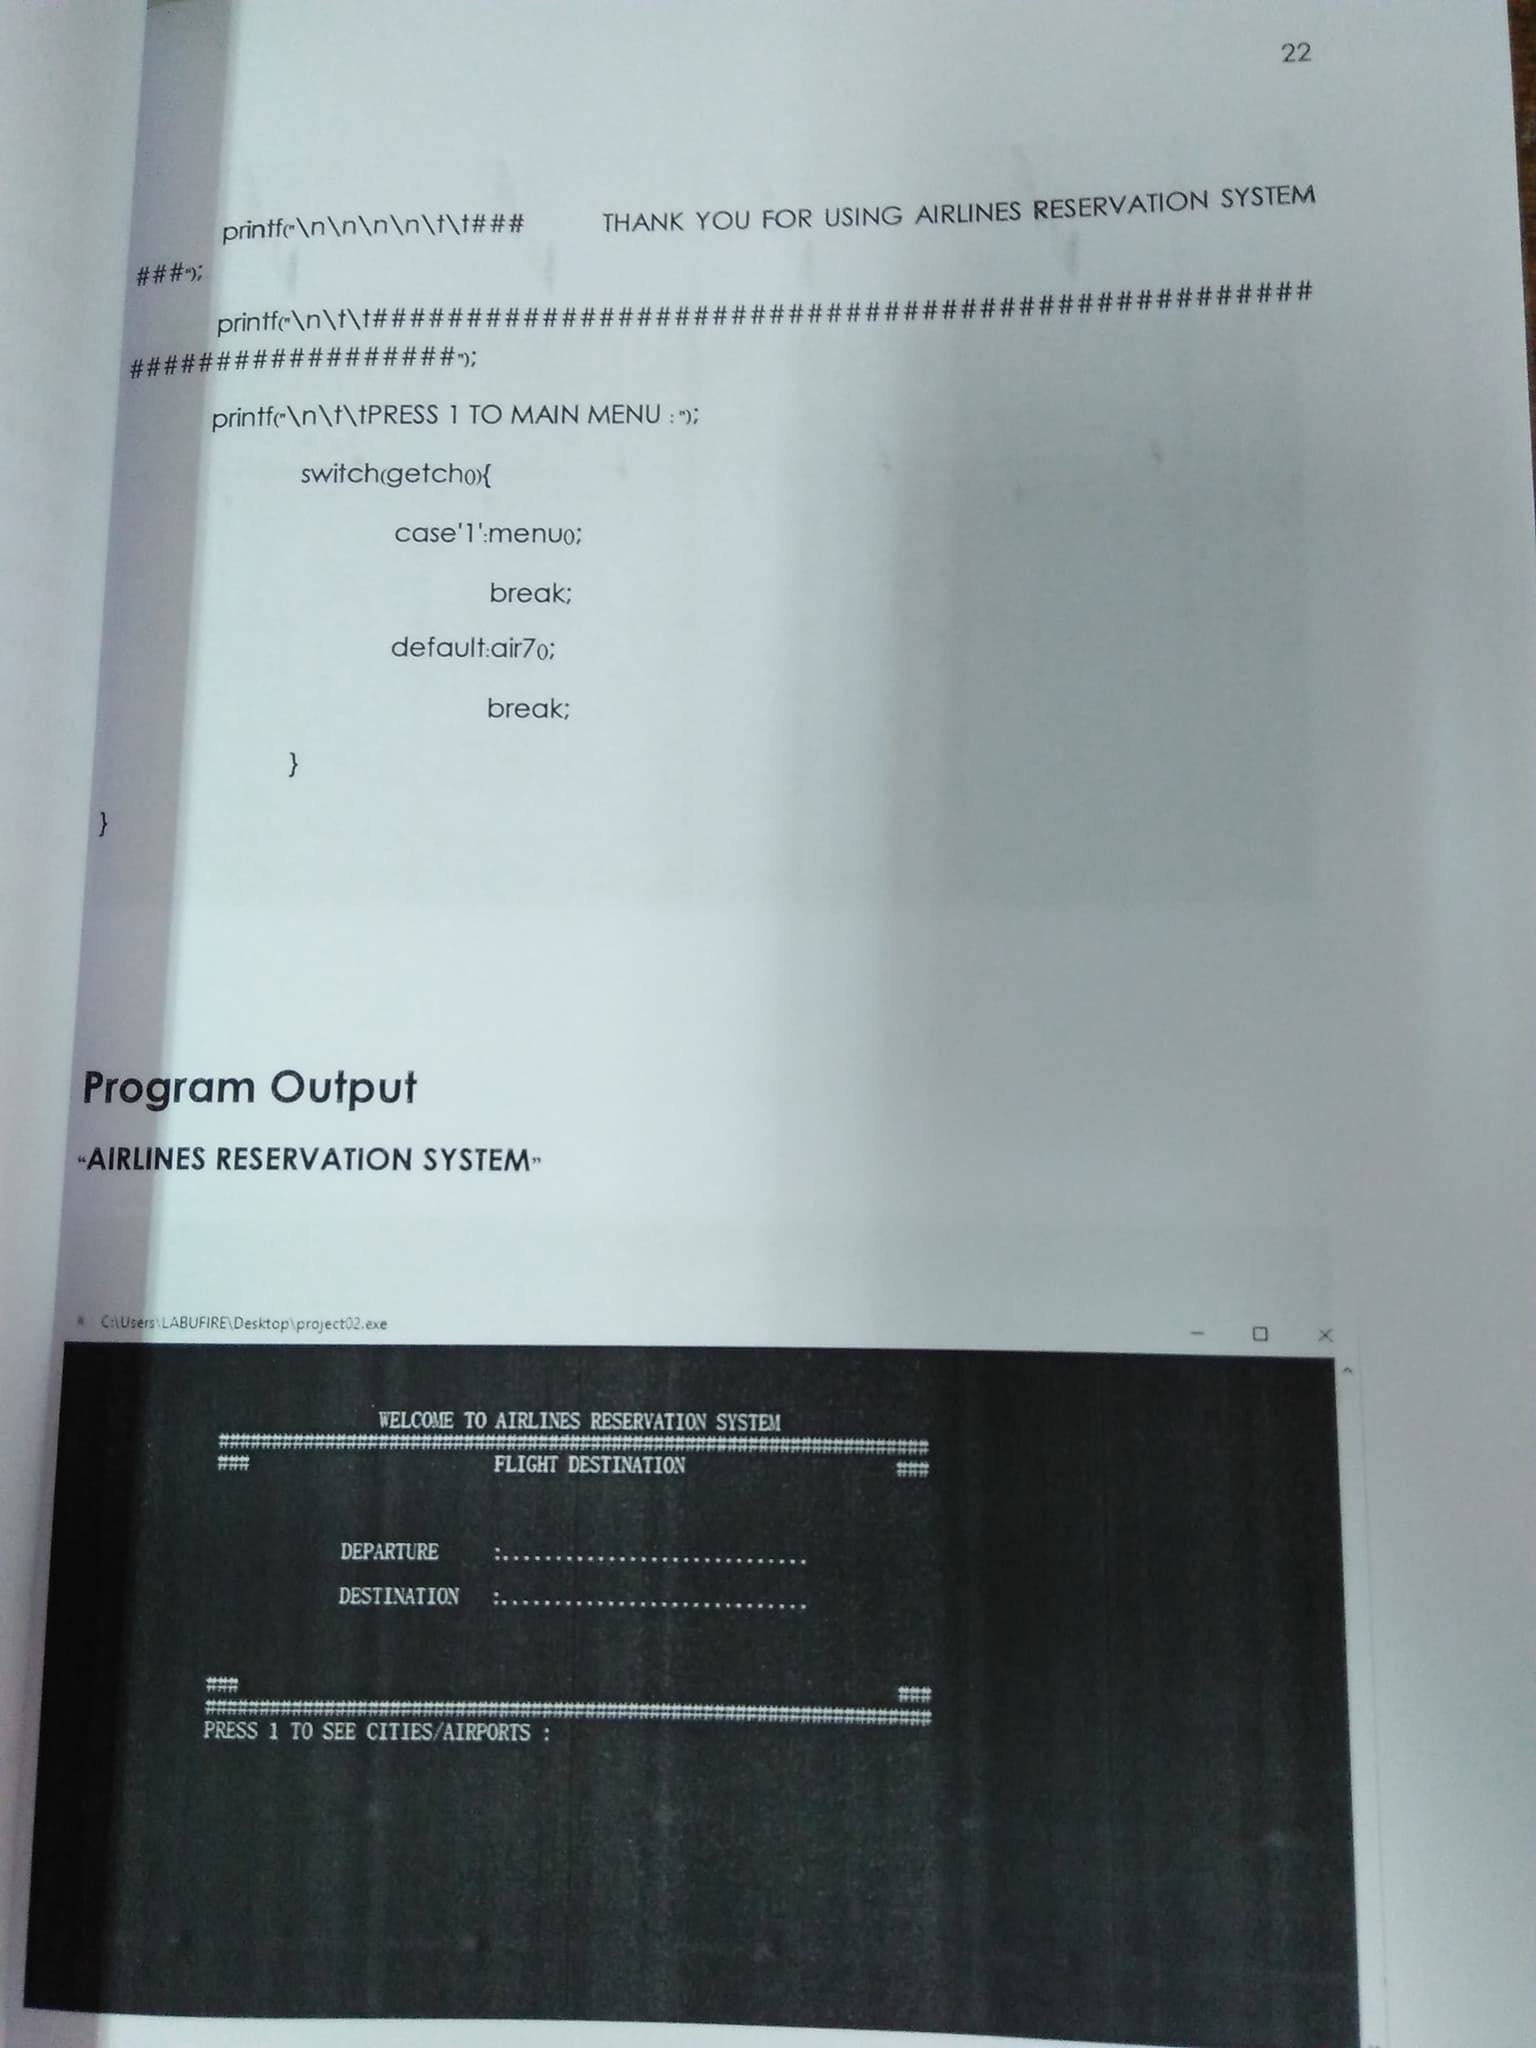 22
printf("\n\n\n\n\t\t###          THANK YOU FOR USING AIRLINES RESERVATION SYSTEM
###");
printf("\n\t\t##################################################
###################");
printf("\n\t\tPRESS 1 TO MAIN MENU : ");
switch(getch()){
case'1':menu();
break;
default:air7();
break;
}
}
Program Output
“AIRLINES RESERVATION SYSTEM”
C:\Users\LABUFIRE\Desktop\project02.exe
WELCOME TO AIRLINES RESERVATION SYSTEM
###################################################################
### FLIGHT DESTINATION ###
DEPARTURE :.............................
DESTINATION :.............................
### ###
#####################################################################
PRESS 1 TO SEE CITIES/AIRPORTS :